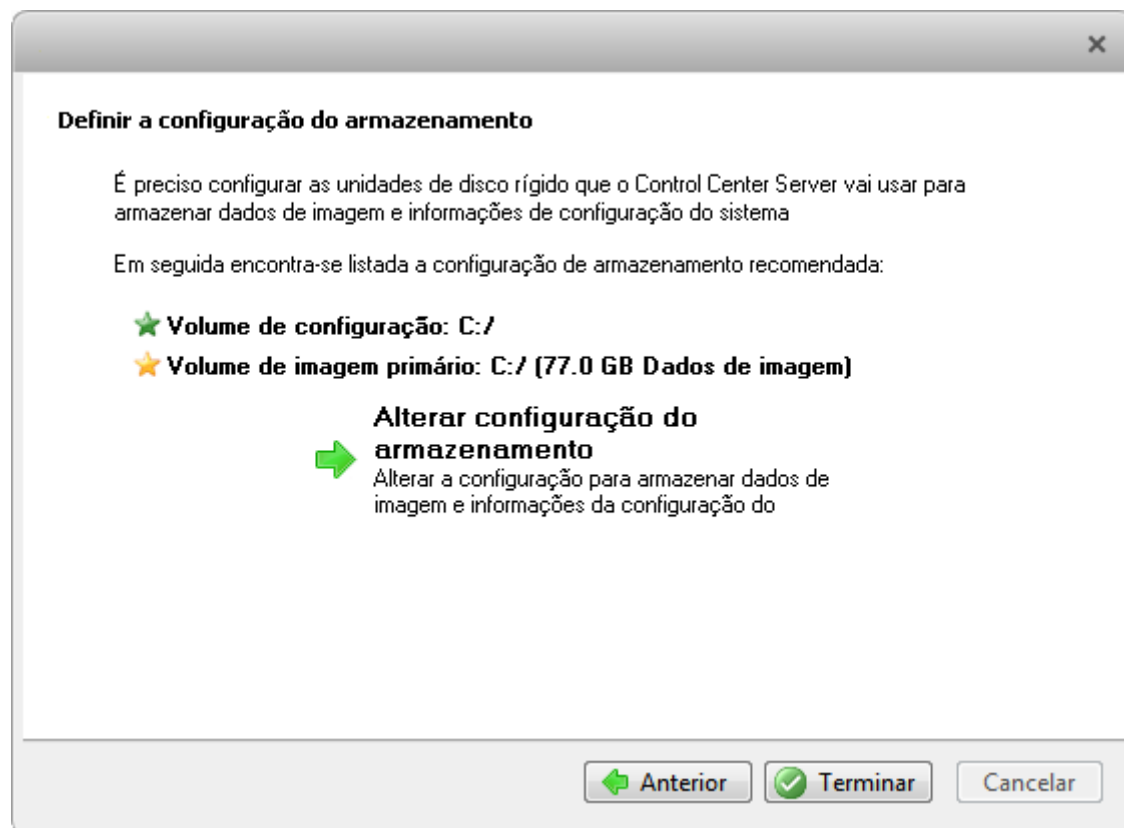 Definir a configuração do armazenamento
É preciso configurar as unidades de disco rígido que o Control Center Server vai usar para
armazenar dados de imagem e informações de configuração do sistema
Em seguida encontra-se listada a configuração de armazenamento recomendada:
Volume de configuração: C:/
Volume de imagem primário: C:/ (77.0 GB Dados de imagem)
Alterar configuração do
armazenamento
Alterar a configuração para armazenar dados de
imagem e informações da configuração do
Anterior Terminar Cancelar